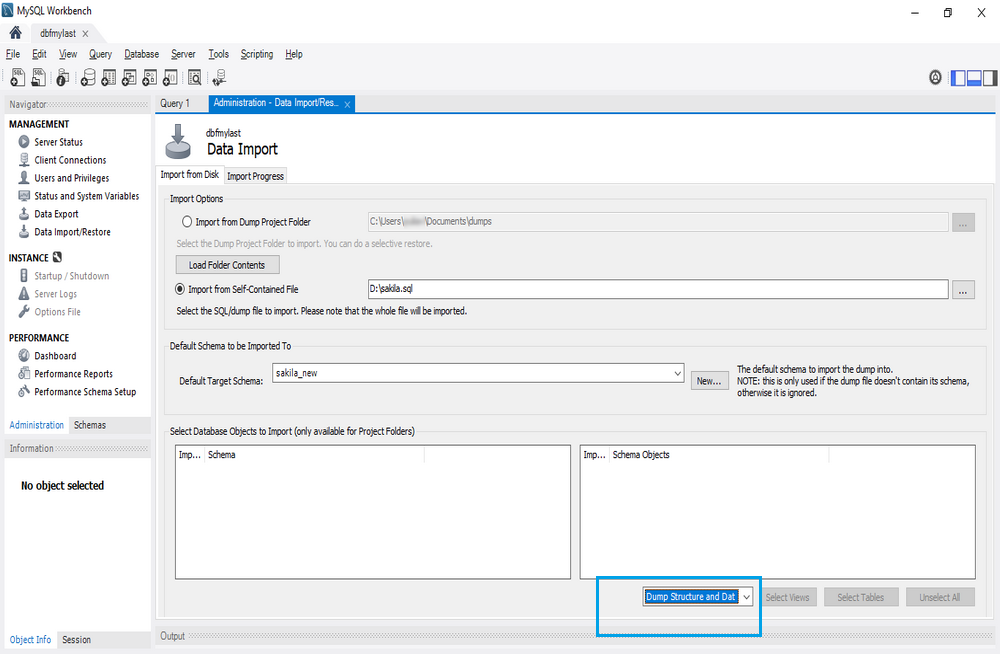 MySQL Workbench
dbfmylast
File Edit View Query Database Server Tools Scripting Help
Navigator
MANAGEMENT
Server Status
Client Connections
Users and Privileges
Status and System Variables
Data Export
Data Import/Restore
INSTANCE
Startup / Shutdown
Server Logs
Options File
PERFORMANCE
Dashboard
Performance Reports
Performance Schema Setup
Administration Schemas
Information
No object selected
Object Info Session
Query 1 Administration - Data Import/Res...
dbfmylast
Data Import
Import from Disk Import Progress
Import Options
Import from Dump Project Folder C:\Users\ \Documents\dumps ...
Select the Dump Project Folder to import. You can do a selective restore.
Load Folder Contents
Import from Self-Contained File D:\sakila.sql ...
Select the SQL/dump file to import. Please note that the whole file will be imported.
Default Schema to be Imported To
Default Target Schema: sakila_new New...
The default schema to import the dump into.
NOTE: this is only used if the dump file doesn't contain its schema,
otherwise it is ignored.
Select Database Objects to Import (only available for Project Folders)
Imp... Schema
Imp... Schema Objects
Dump Structure and Dat Select Views Select Tables Unselect All
Output